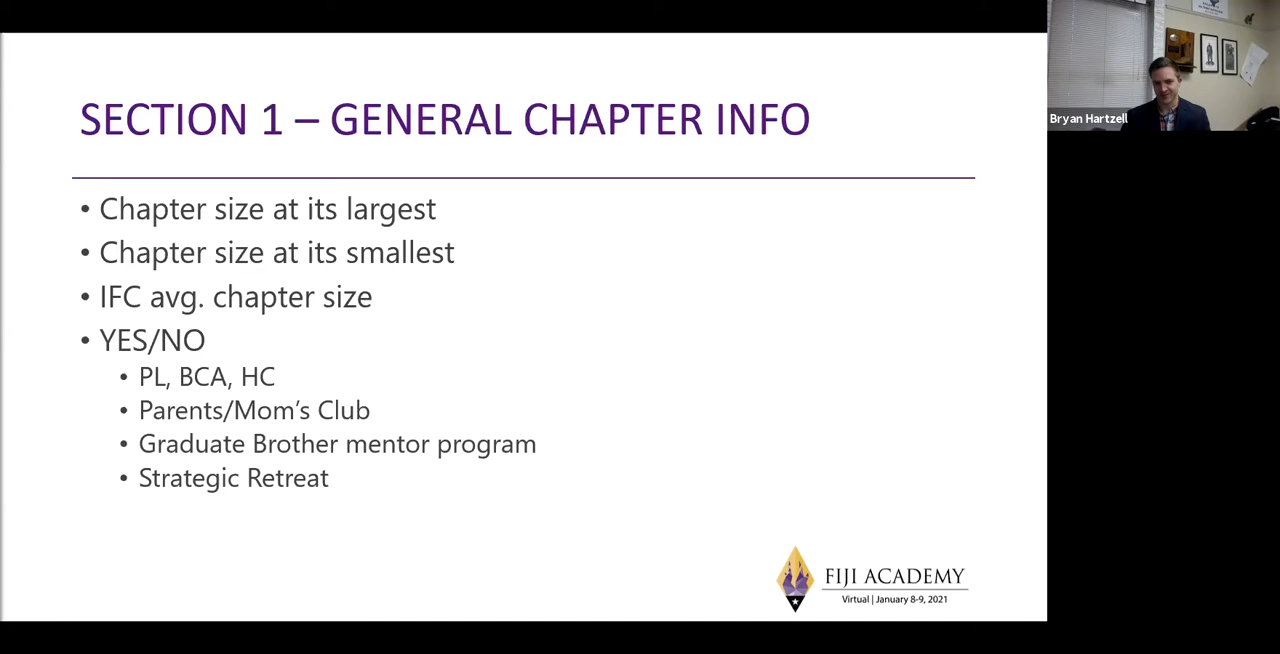 SECTION 1 – GENERAL CHAPTER INFO
• Chapter size at its largest
• Chapter size at its smallest
• IFC avg. chapter size
• YES/NO
• PL, BCA, HC
• Parents/Mom's Club
• Graduate Brother mentor program
• Strategic Retreat
FIJI ACADEMY
Virtual | January 8-9, 2021
Bryan Hartzell